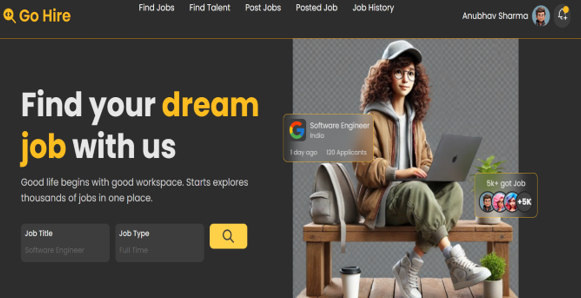 Go Hire
Find Jobs Find Talent Post Jobs Posted Job Job History
Anubhav Sharma
Find your dream
job with us
Good life begins with good workspace. Starts explores
thousands of jobs in one place.
Job Title
Software Engineer
Job Type
Full Time
Software Engineer
India
1 day ago 120 Applicants
5k+ got Job
+5K